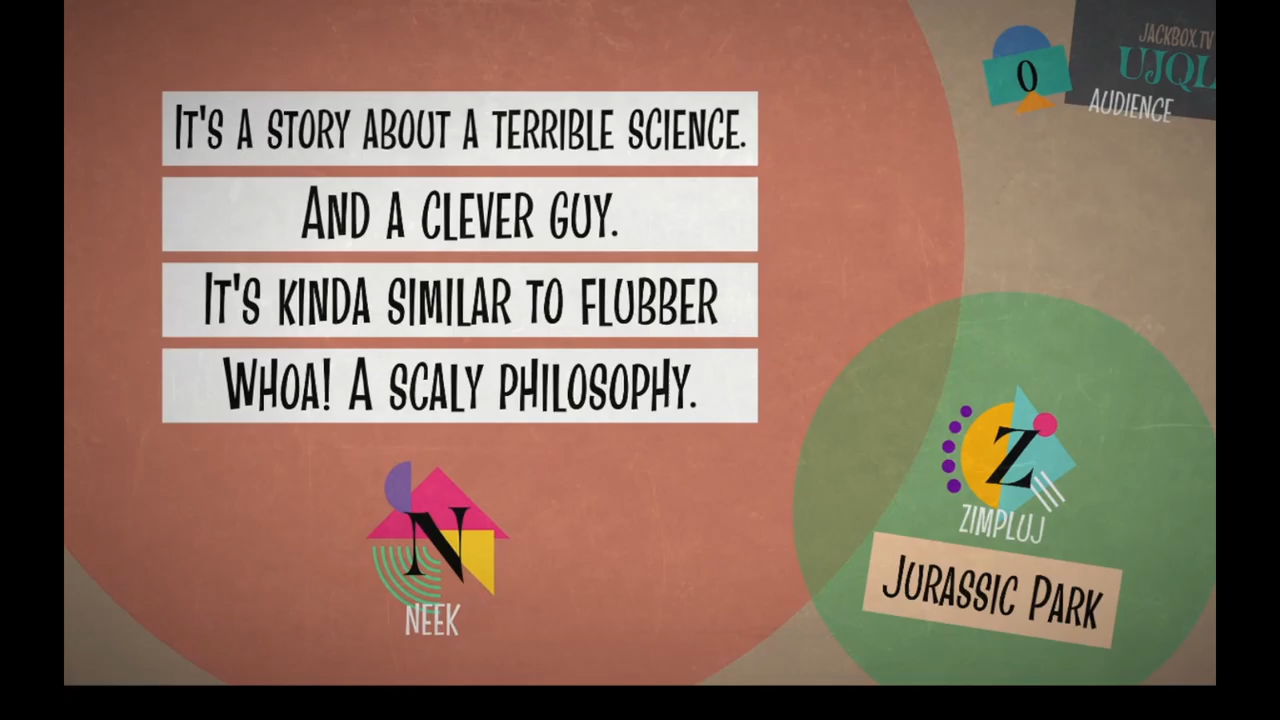 It's a story about a terrible science.
And a clever guy.
It's kinda similar to flubber
Whoa! A scaly philosophy.
N
NEEK
0
AUDIENCE
JACKBOX.TV
UJQL
Z
ZIMPLUJ
Jurassic Park